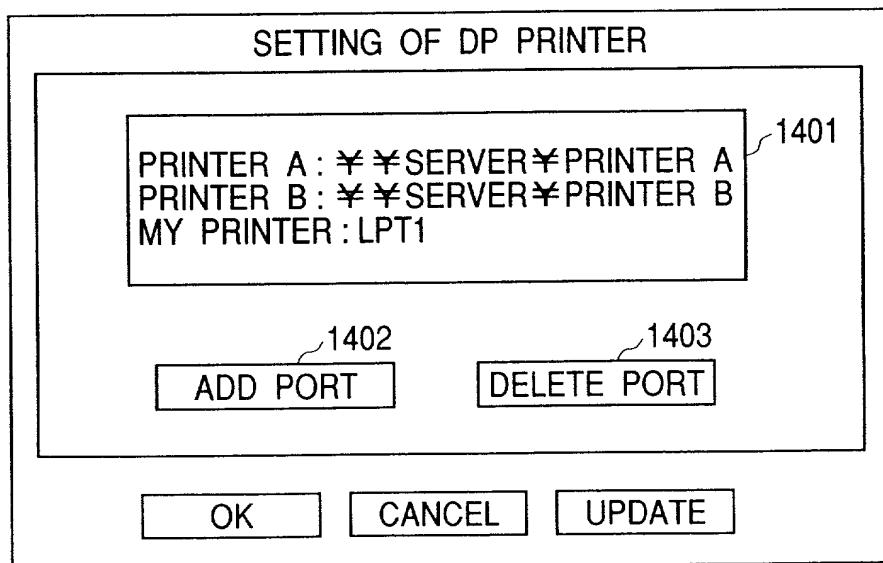 SETTING OF DP PRINTER
1401
PRINTER A:¥¥SERVER¥PRINTER A
PRINTER B:¥¥SERVER¥PRINTER B
MY PRINTER:LPT1
1402
1403
ADD PORT
DELETE PORT
OK
CANCEL
UPDATE